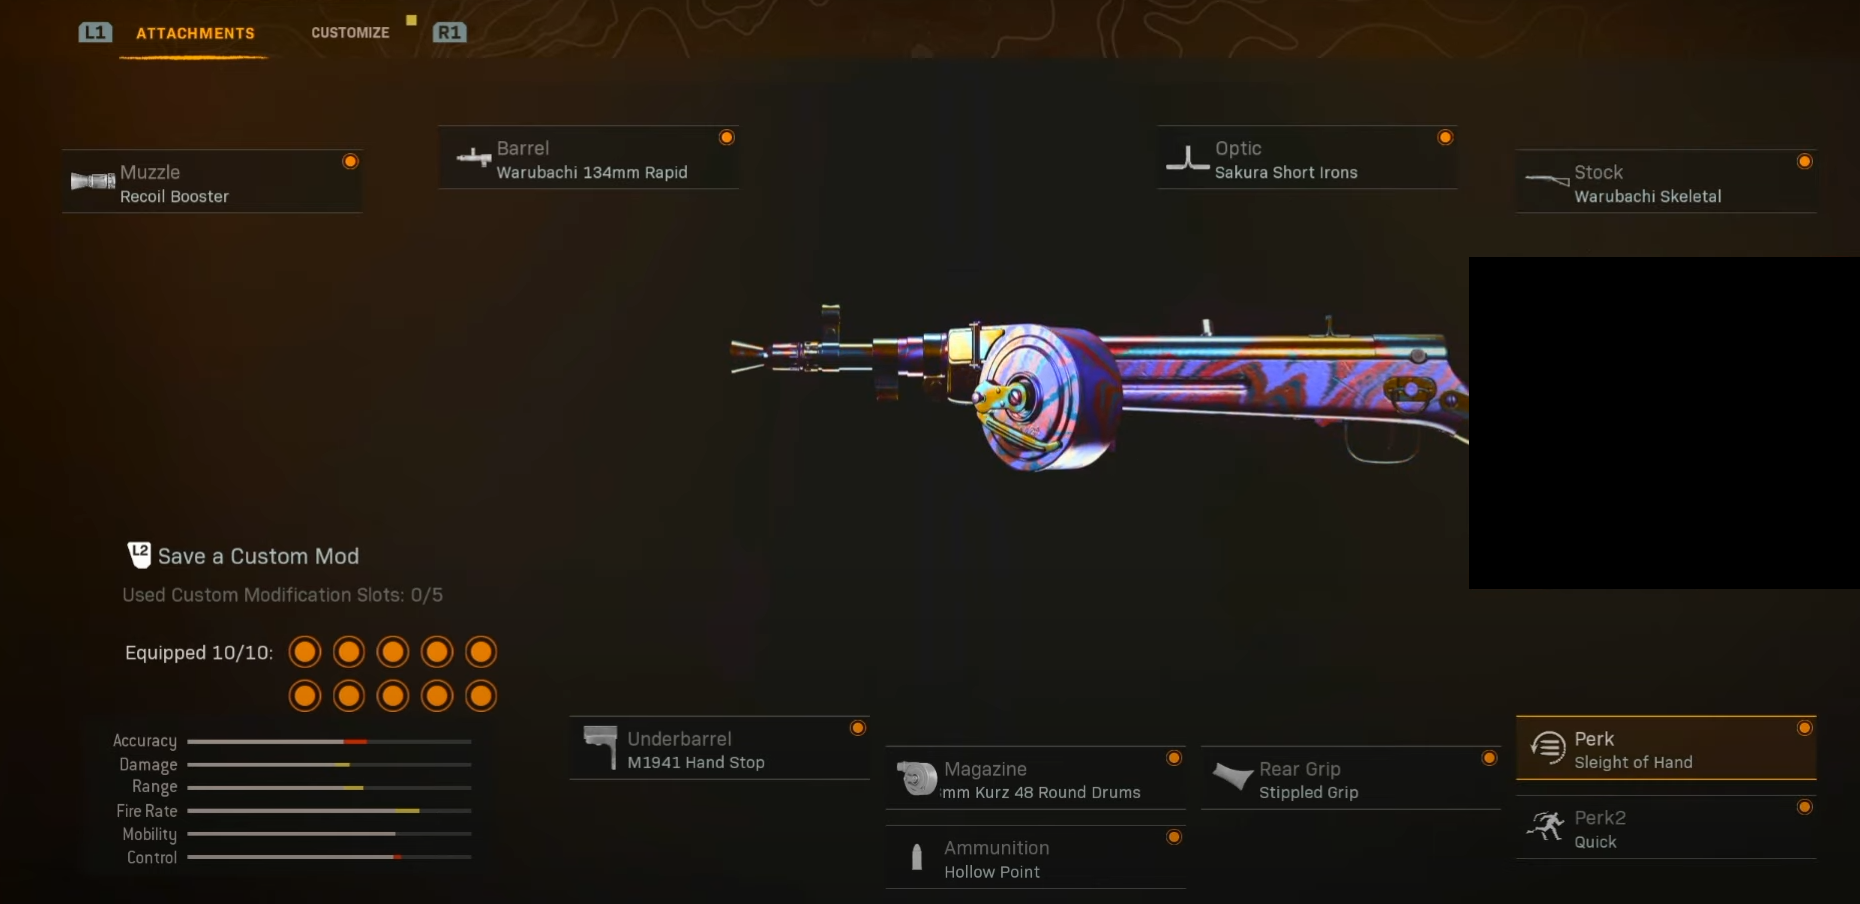 L1 ATTACHMENTS CUSTOMIZE R1
Muzzle
Recoil Booster
Barrel
Warubachi 134mm Rapid
Optic
Sakura Short Irons
Stock
Warubachi Skeletal
L2 Save a Custom Mod
Used Custom Modification Slots: 0/5
Equipped 10/10:
Accuracy
Damage
Range
Fire Rate
Mobility
Control
Underbarrel
M1941 Hand Stop
Magazine
mm Kurz 48 Round Drums
Ammunition
Hollow Point
Rear Grip
Stippled Grip
Perk
Sleight of Hand
Perk2
Quick